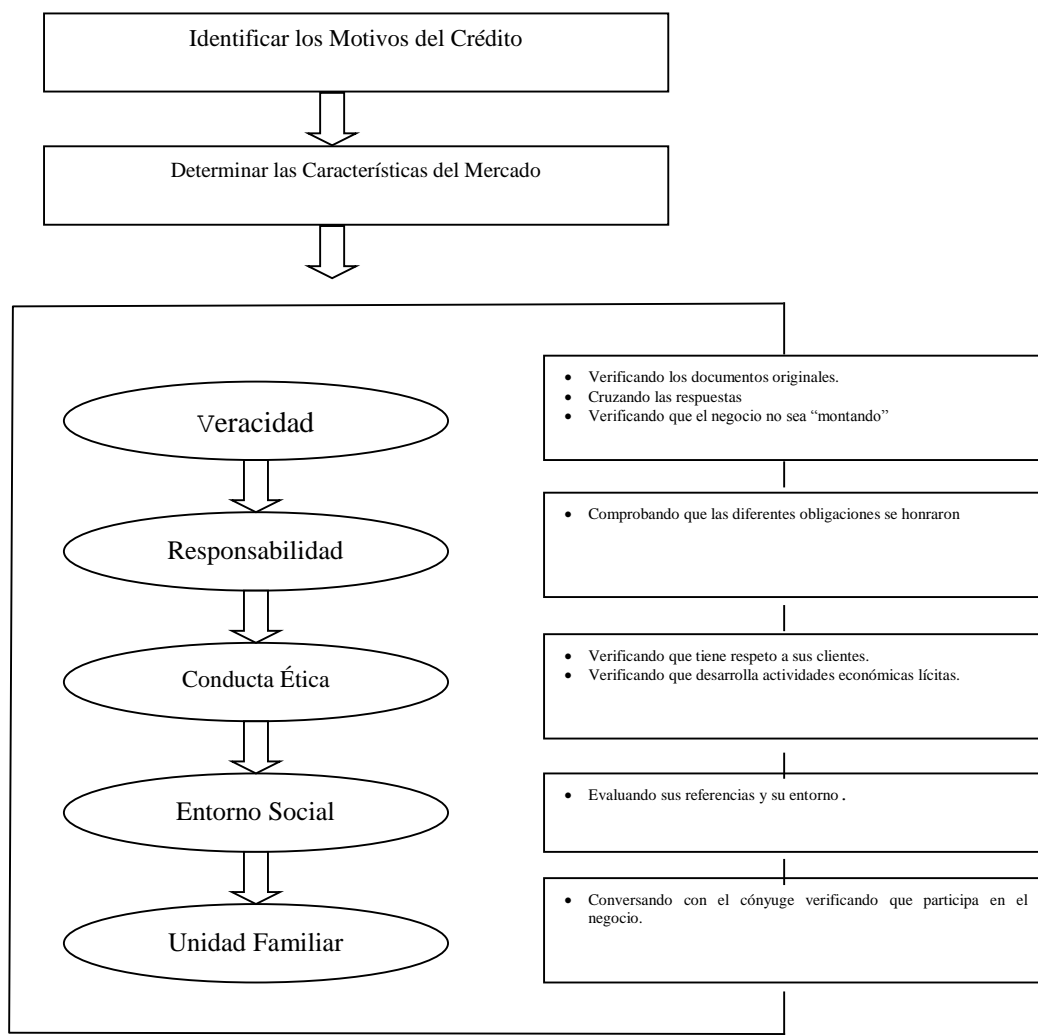 Identificar los Motivos del Crédito
Determinar las Características del Mercado
Veracidad
• Verificando los documentos originales.
• Cruzando las respuestas
• Verificando que el negocio no sea “montando”
Responsabilidad
• Comprobando que las diferentes obligaciones se honraron
Conducta Ética
• Verificando que tiene respeto a sus clientes.
• Verificando que desarrolla actividades económicas lícitas.
Entorno Social
• Evaluando sus referencias y su entorno.
Unidad Familiar
• Conversando con el cónyuge verificando que participa en el
negocio.